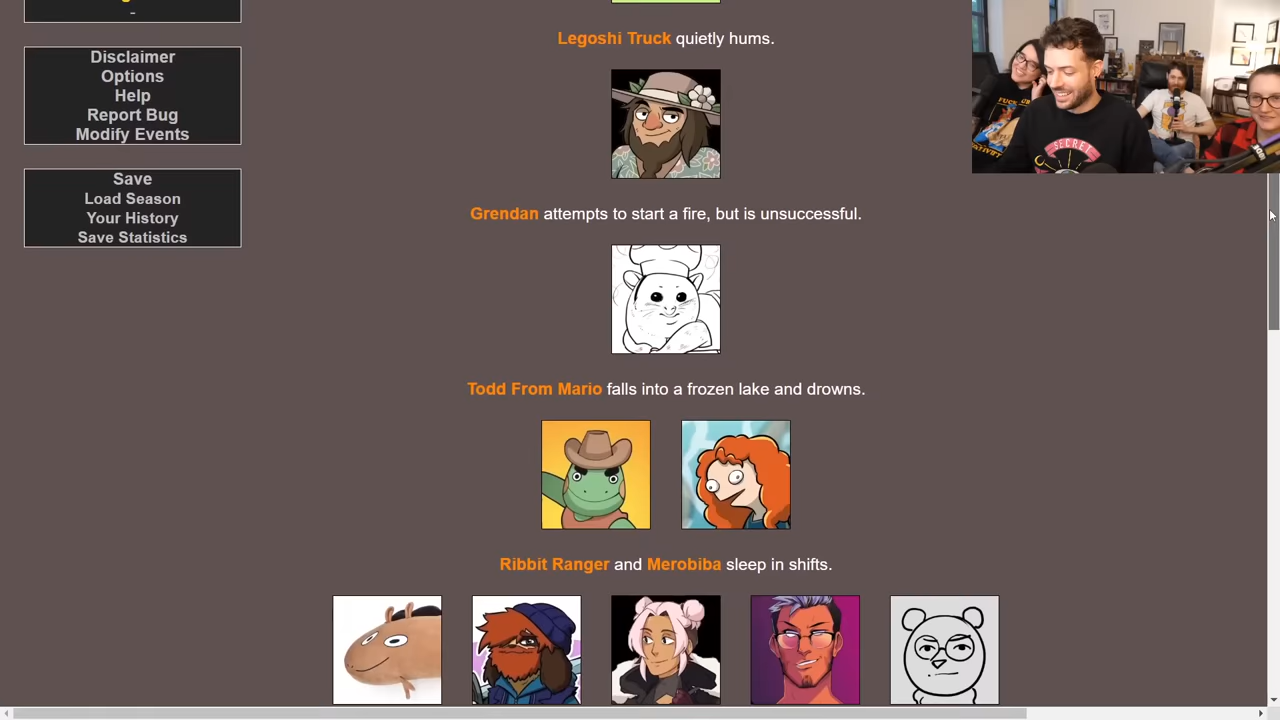 -
Disclaimer
Options
Help
Report Bug
Modify Events
Save
Load Season
Your History
Save Statistics
Legoshi Truck quietly hums.
Grendan attempts to start a fire, but is unsuccessful.
Todd From Mario falls into a frozen lake and drowns.
Ribbit Ranger and Merobiba sleep in shifts.
SECRET